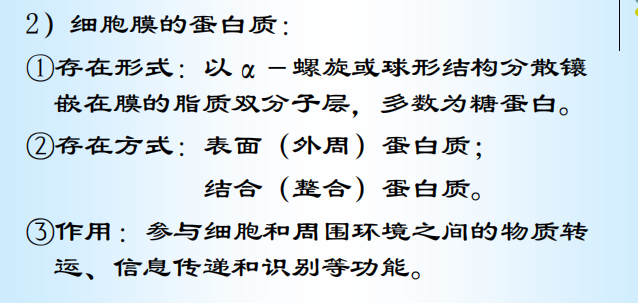 2）细胞膜的蛋白质：
①存在形式：以α－螺旋或球形结构分散镶
嵌在膜的脂质双分子层，多数为糖蛋白。
②存在方式：表面（外周）蛋白质；
结合（整合）蛋白质。
③作用：参与细胞和周围环境之间的物质转
运、信息传递和识别等功能。